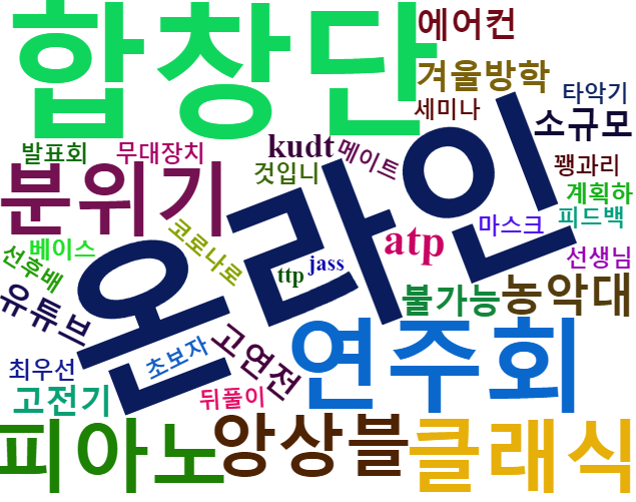 합창단
에어컨
겨울방학
세미나
타악기
소규모
온라인
발표회
무대장치
kudt
메이트
것입니
꽹과리
계획하
분위기
atp
마스크
피드백
코로나로
베이스
선후배
ttp
jass
선생님
유튜브
불가능
농악대
초보자
고연전
연주회
최우선
고전기
뒤풀이
피아노
앙상블
클래식